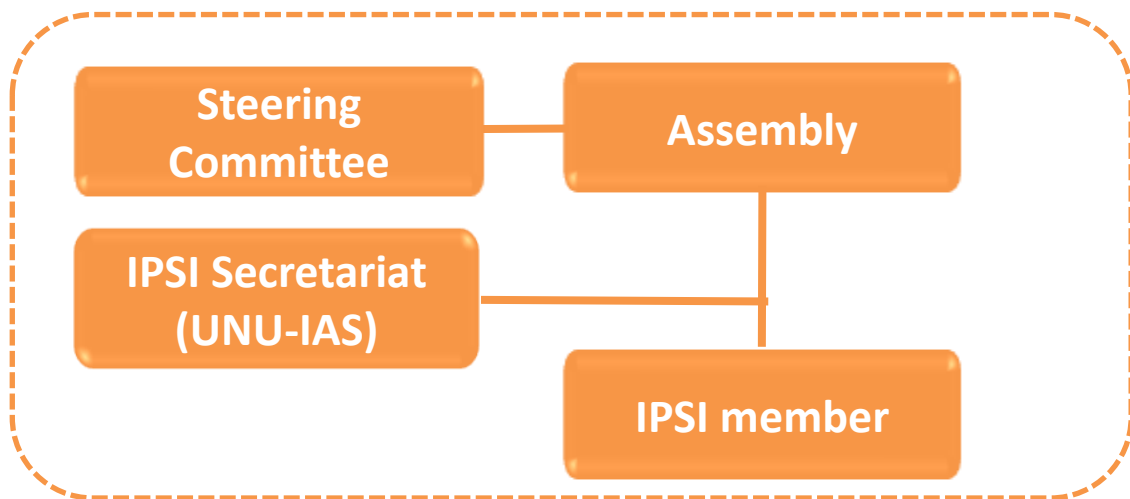 Steering
Committee
Assembly
IPSI Secretariat
(UNU-IAS)
IPSI member